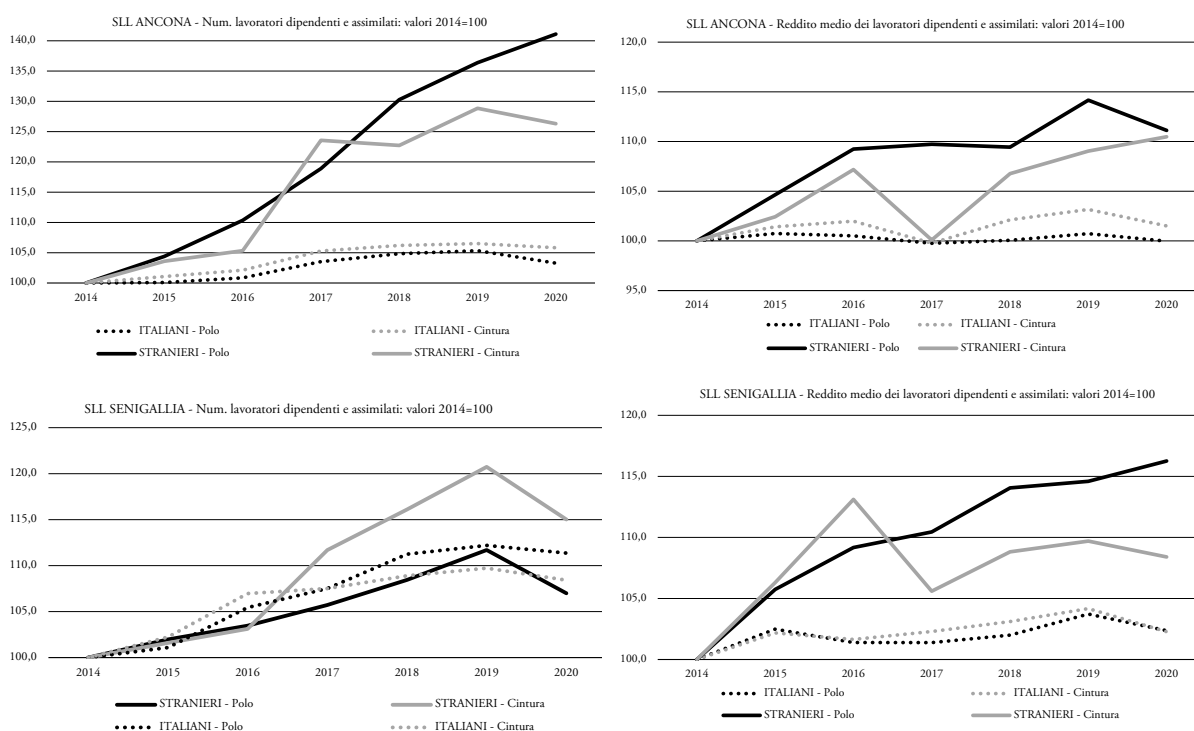 SLL ANCONA - Num. lavoratori dipendenti e assimilati: valori 2014=100
140,0
135,0
130,0
125,0
120,0
115,0
110,0
105,0
100,0
2014 2015 2016 2017 2018 2019 2020
ITALIANI - Polo ITALIANI - Cintura
STRANIERI - Polo STRANIERI - Cintura
SLL ANCONA - Reddito medio dei lavoratori dipendenti e assimilati: valori 2014=100
120,0
115,0
110,0
105,0
100,0
95,0
2014 2015 2016 2017 2018 2019 2020
ITALIANI - Polo ITALIANI - Cintura
STRANIERI - Polo STRANIERI - Cintura
SLL SENIGALLIA - Num. lavoratori dipendenti e assimilati: valori 2014=100
125,0
120,0
115,0
110,0
105,0
100,0
2014 2015 2016 2017 2018 2019 2020
STRANIERI - Polo STRANIERI - Cintura
ITALIANI - Polo ITALIANI - Cintura
SLL SENIGALLIA - Reddito medio dei lavoratori dipendenti e assimilati: valori 2014=100
120,0
115,0
110,0
105,0
100,0
2014 2015 2016 2017 2018 2019 2020
ITALIANI - Polo ITALIANI - Cintura
STRANIERI - Polo STRANIERI - Cintura